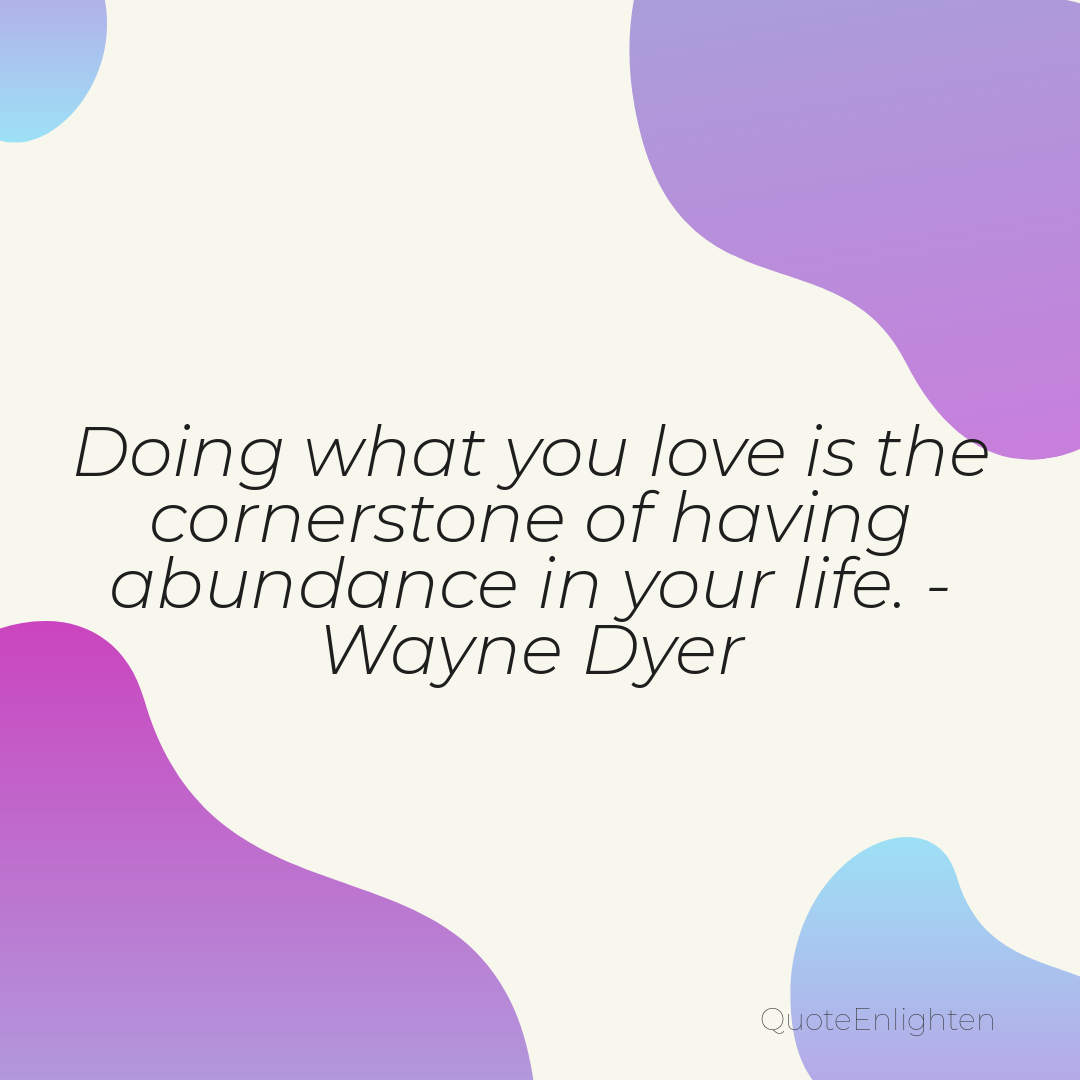 Doing what you love is the
cornerstone of having
abundance in your life. -
Wayne Dyer
QuoteEnlighten